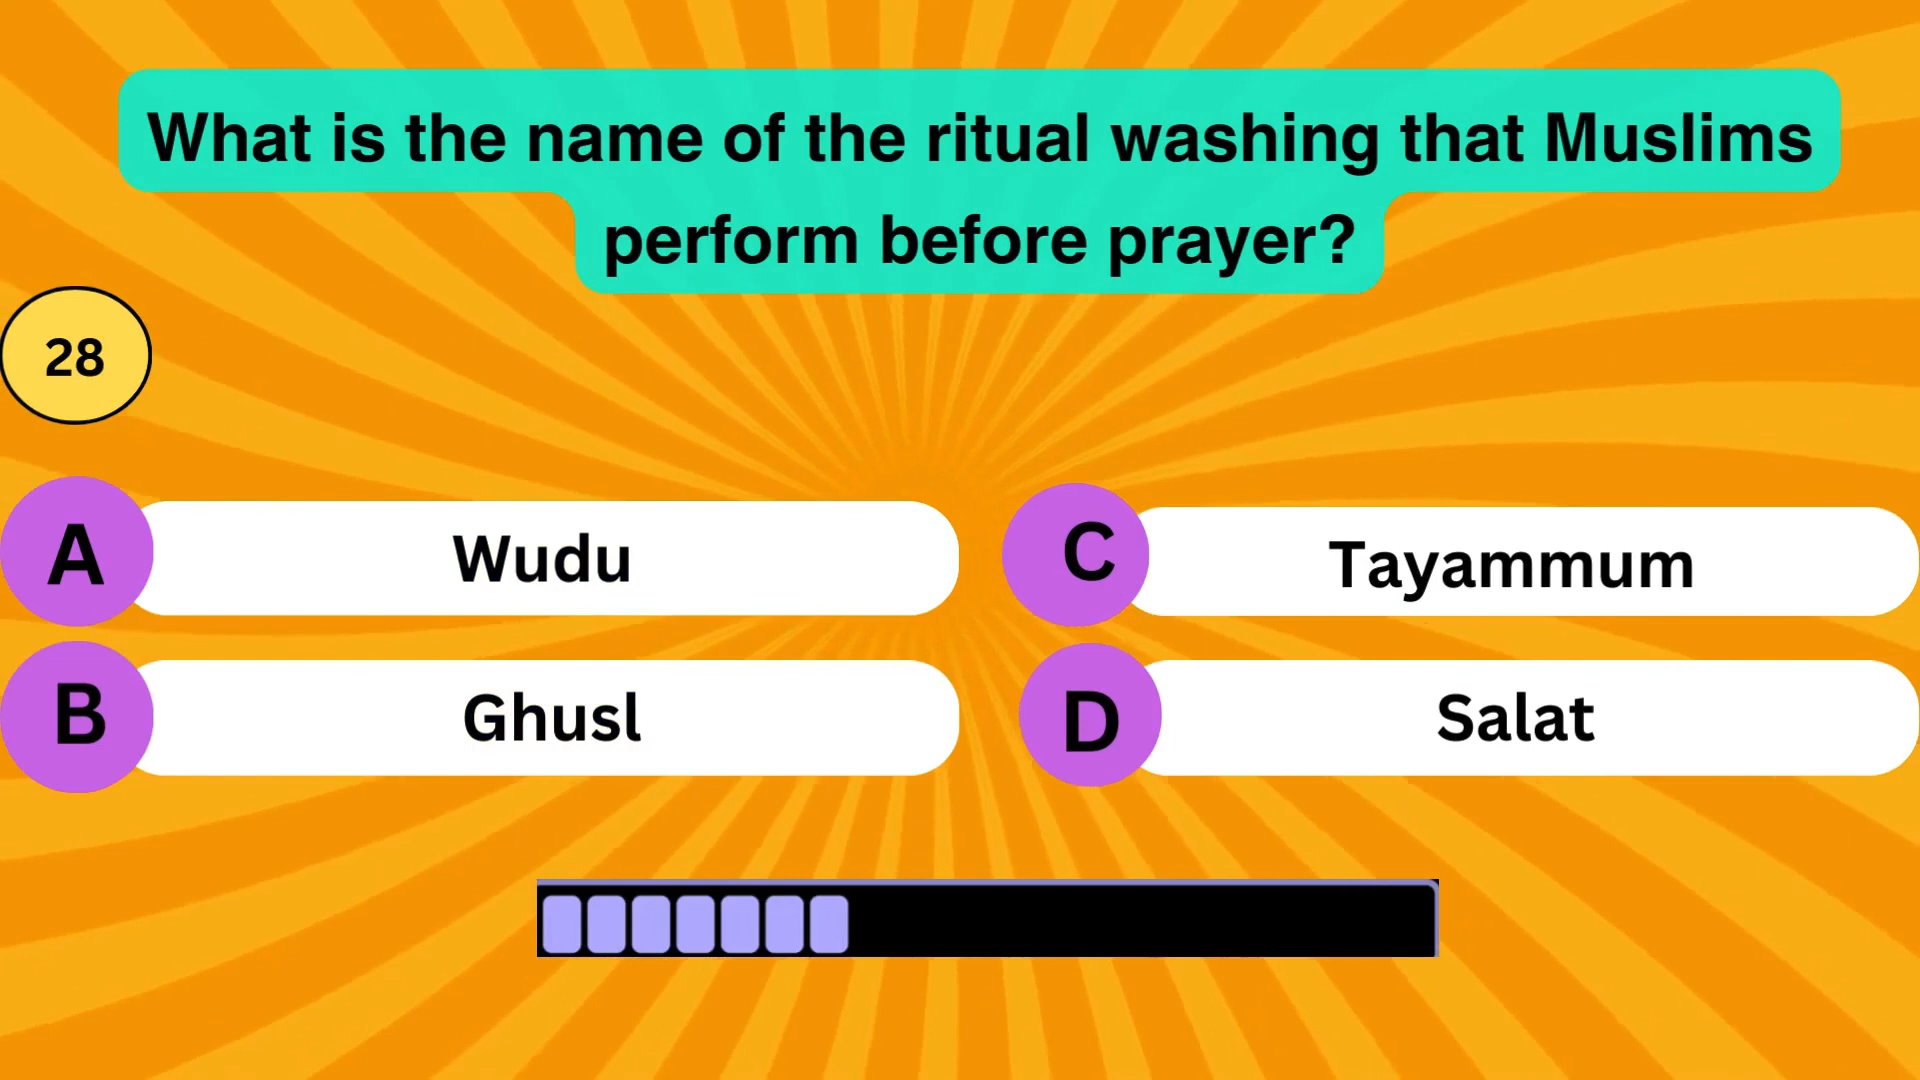 What is the name of the ritual washing that Muslims
perform before prayer?
28
A
Wudu
B
Ghusl
C
Tayammum
D
Salat